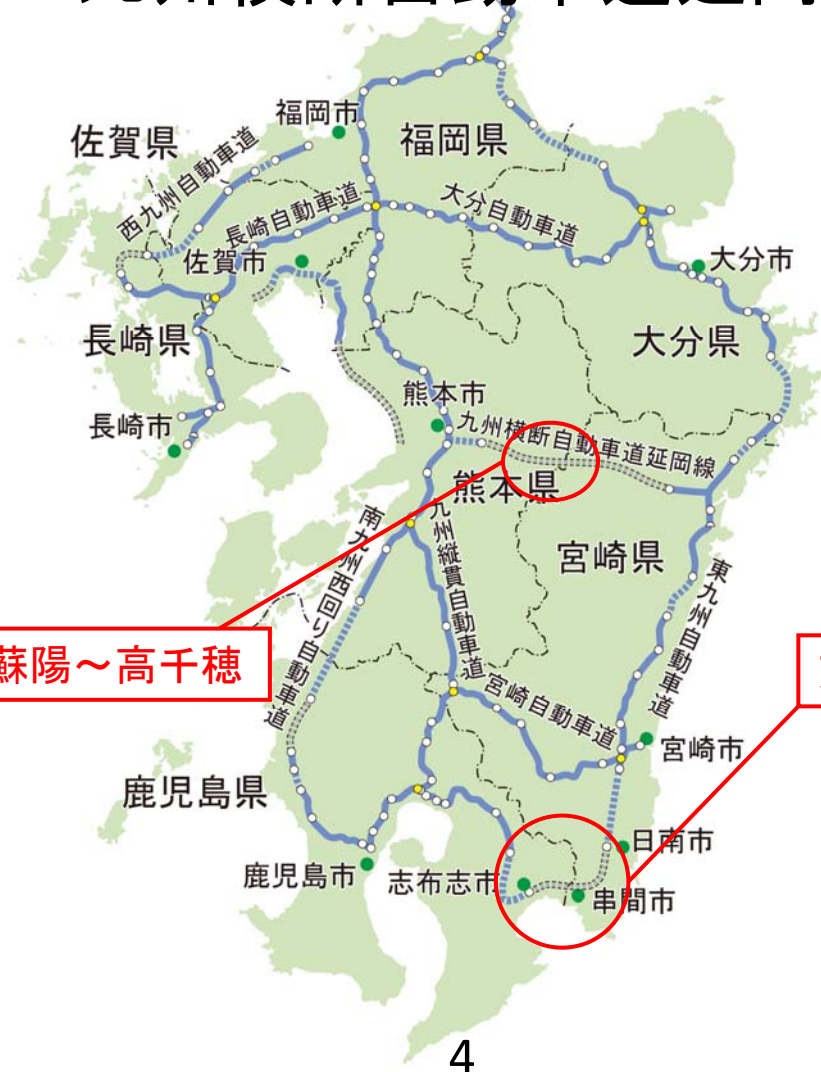 福岡市
佐賀県
福岡県
西九州自動車道
長崎自動車道
大分自動車道
佐賀市
大分市
長崎県
大分県
熊本市
九州横断自動車道延岡線
長崎市
熊本県
南九州西回り自動車道
九州縦貫自動車道
宮崎県
東九州自動車道
蘇陽～高千穂
宮崎自動車道
宮崎市
鹿児島県
日南市
鹿児島市
志布志市
串間市
4